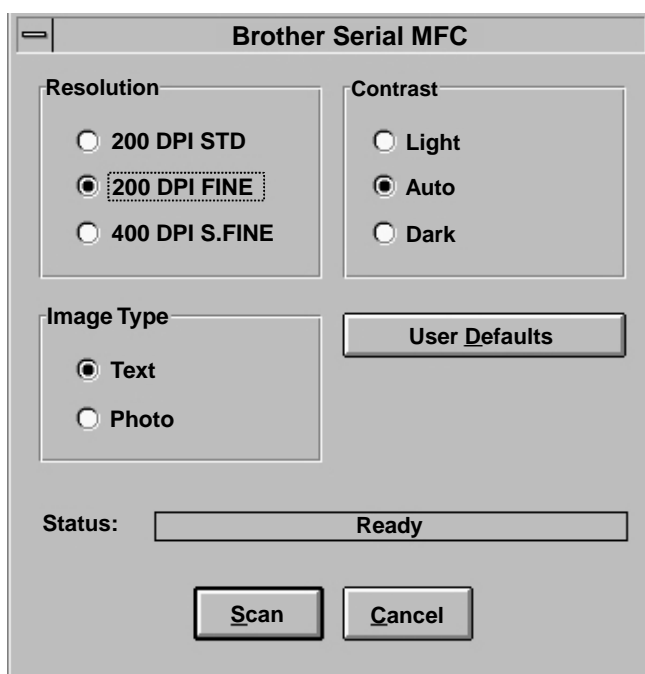 Brother Serial MFC
Resolution
200 DPI STD
200 DPI FINE
400 DPI S.FINE
Contrast
Light
Auto
Dark
Image Type
Text
Photo
User Defaults
Status: Ready
Scan Cancel